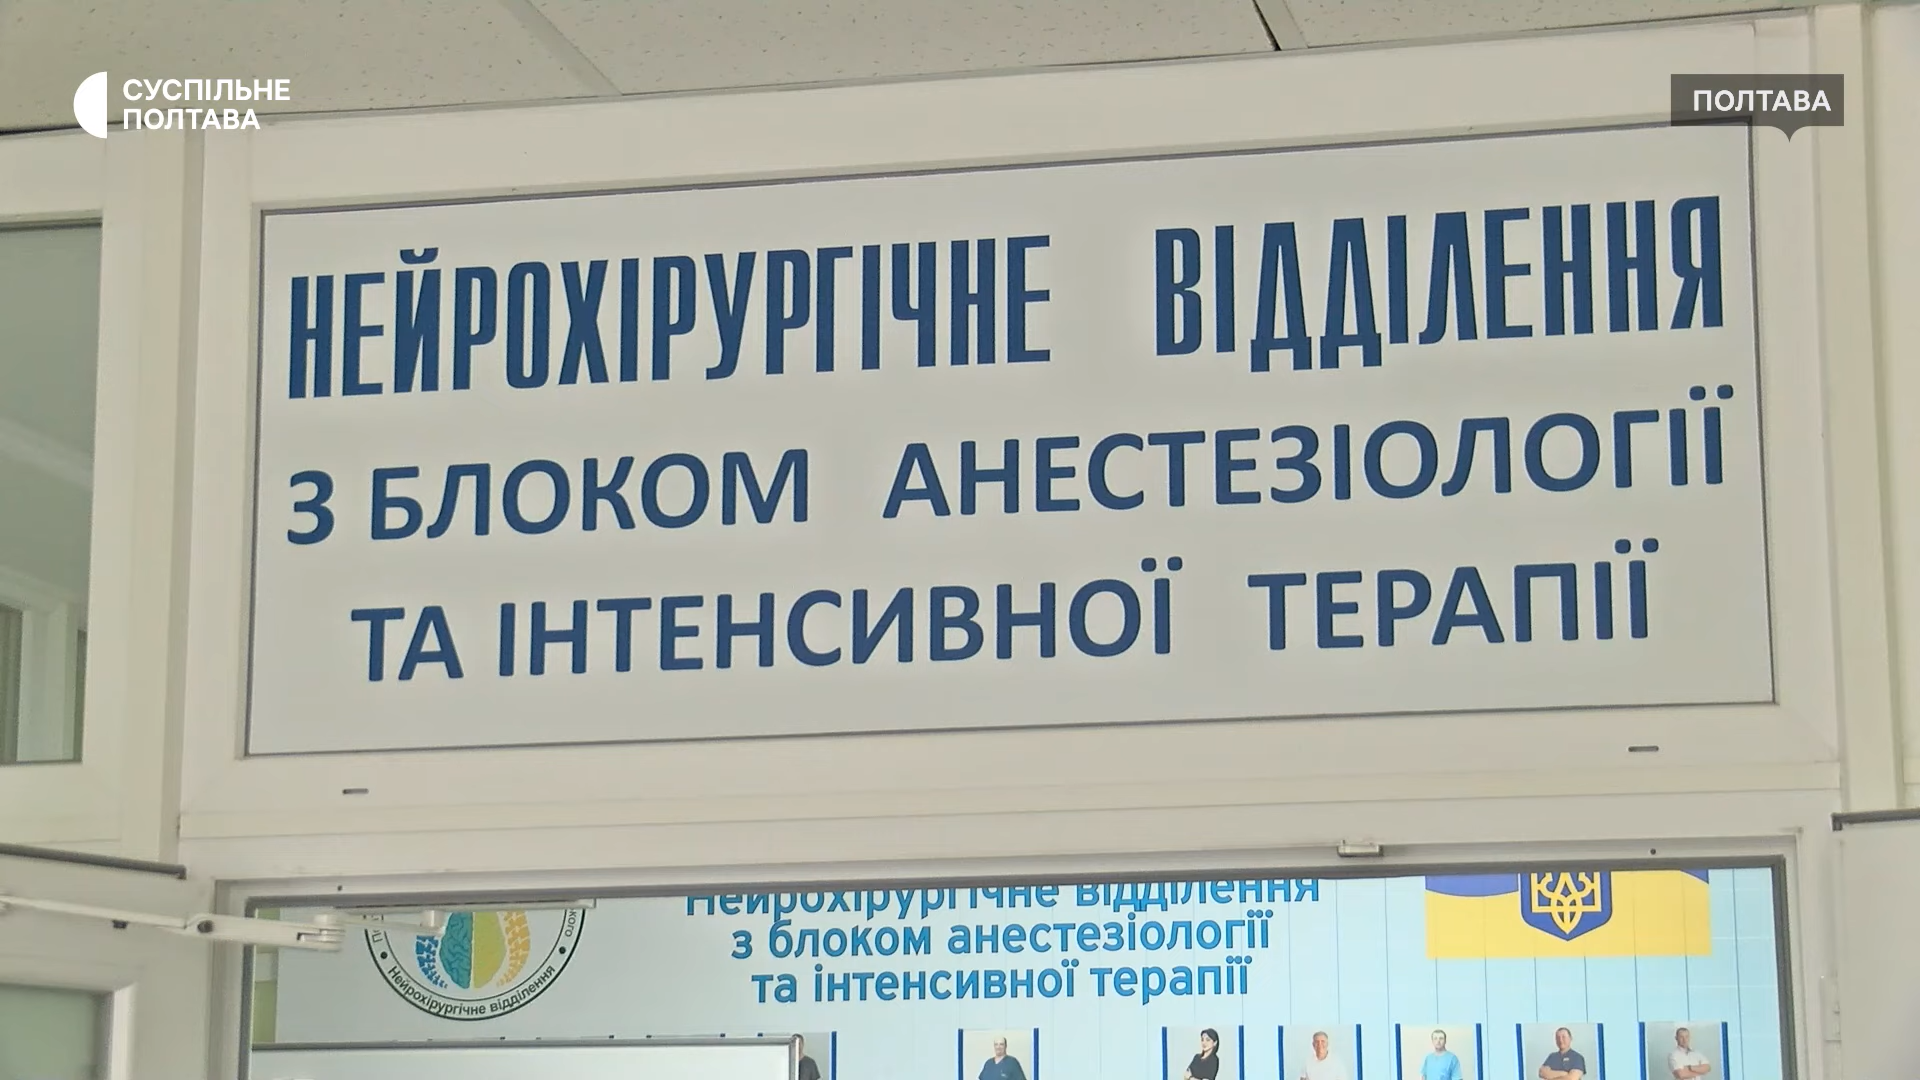 СУСПІЛЬНЕ
ПОЛТАВА
ПОЛТАВА
НЕЙРОХІРУРГІЧНЕ ВІДДІЛЕННЯ
З БЛОКОМ АНЕСТЕЗІОЛОГІЇ
ТА ІНТЕНСИВНОЇ ТЕРАПІЇ
Нейрохірургічне відділення
з блоком анестезіології
та інтенсивної терапії
Нейрохірургічне відділення